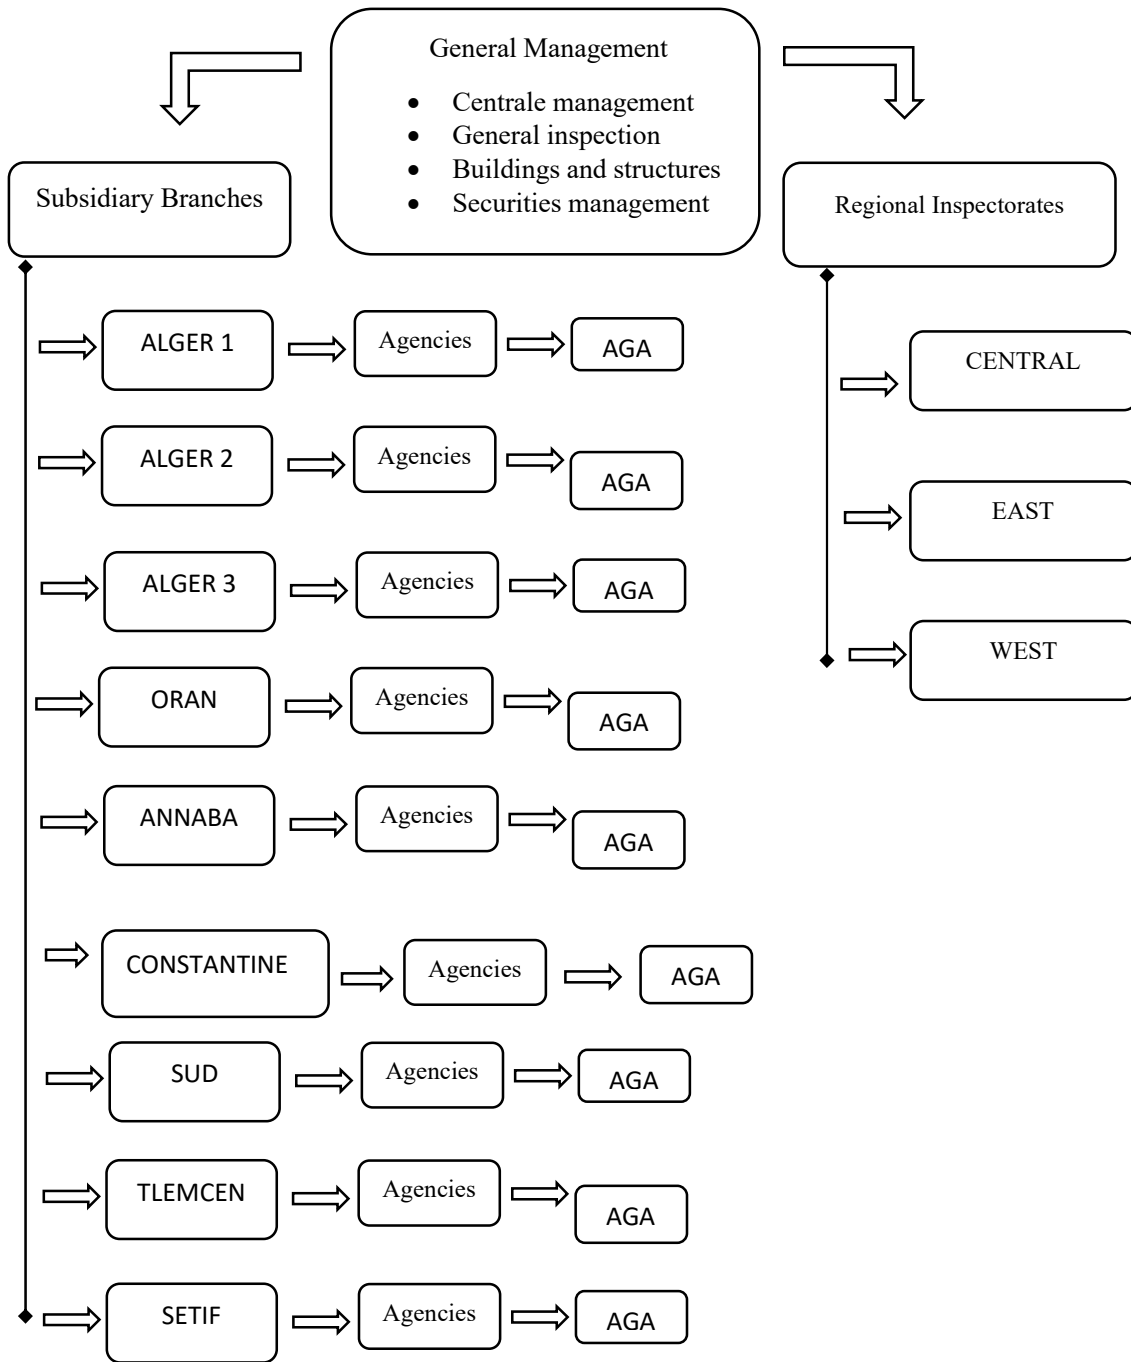 General Management
• Centrale management
• General inspection
• Buildings and structures
• Securities management
Subsidiary Branches
Regional Inspectorates
ALGER 1
Agencies
AGA
ALGER 2
Agencies
AGA
ALGER 3
Agencies
AGA
ORAN
Agencies
AGA
ANNABA
Agencies
AGA
CONSTANTINE
Agencies
AGA
SUD
Agencies
AGA
TLEMCEN
Agencies
AGA
SETIF
Agencies
AGA
CENTRAL
EAST
WEST